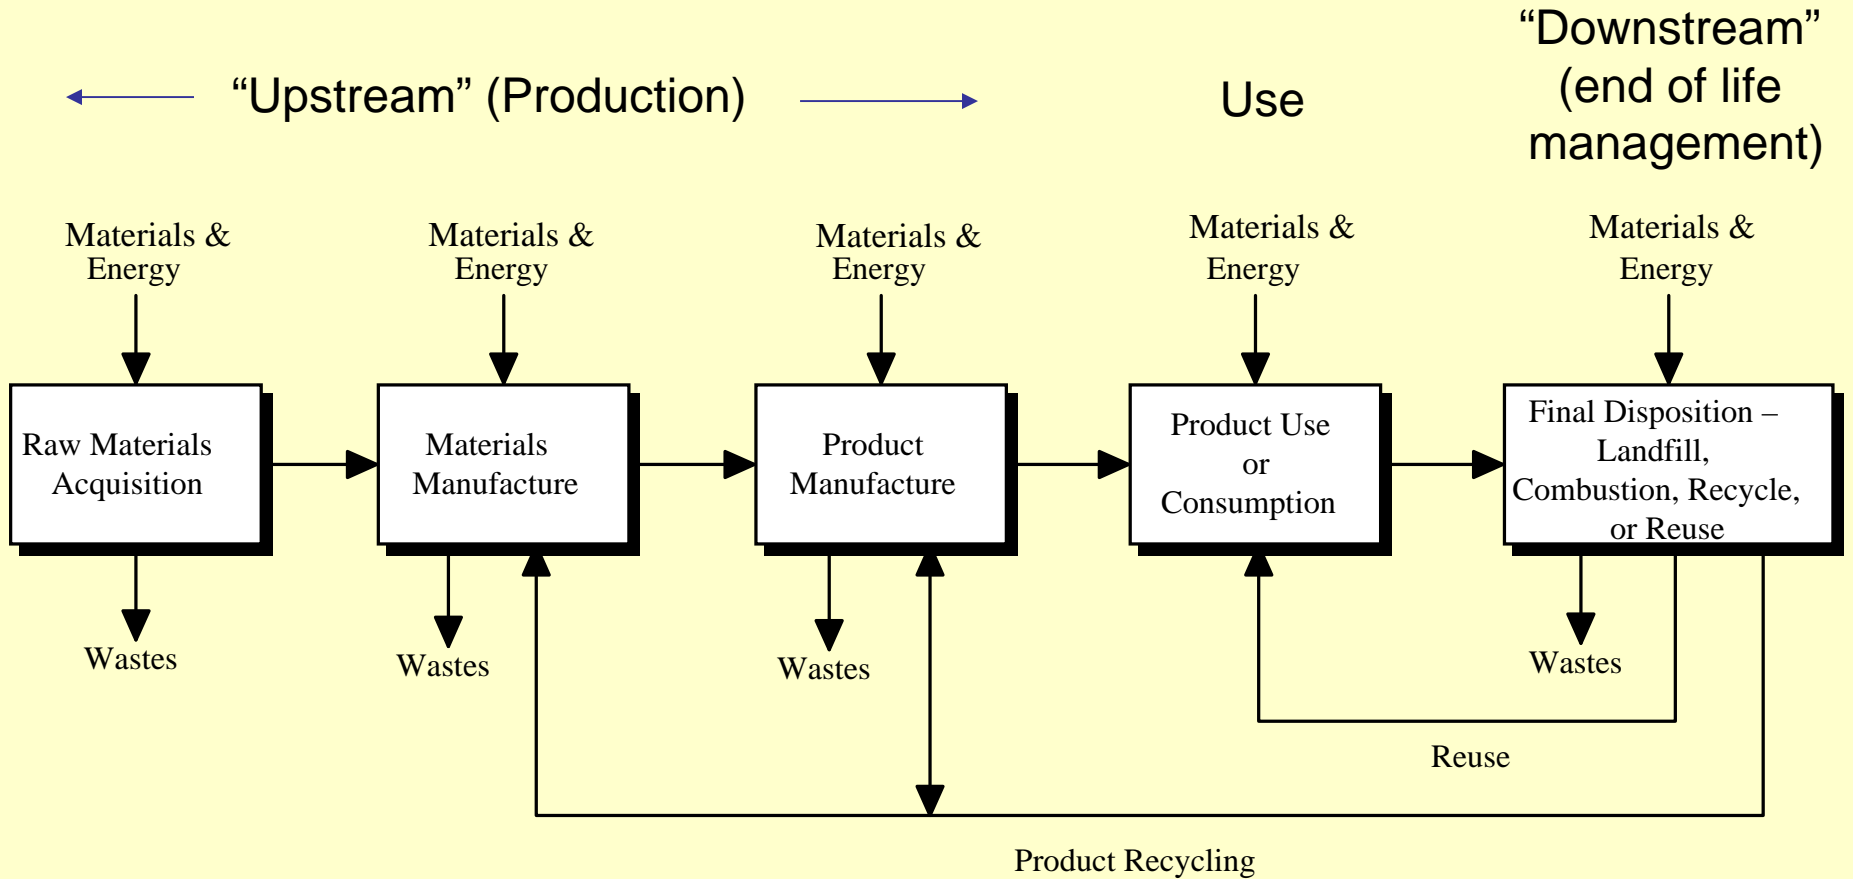 “Upstream” (Production)
Use
“Downstream”
(end of life
management)
Materials &
Energy
Materials &
Energy
Materials &
Energy
Materials &
Energy
Materials &
Energy
Raw Materials
Acquisition
Materials
Manufacture
Product
Manufacture
Product Use
or
Consumption
Final Disposition –
Landfill,
Combustion, Recycle,
or Reuse
Wastes
Wastes
Wastes
Wastes
Reuse
Product Recycling